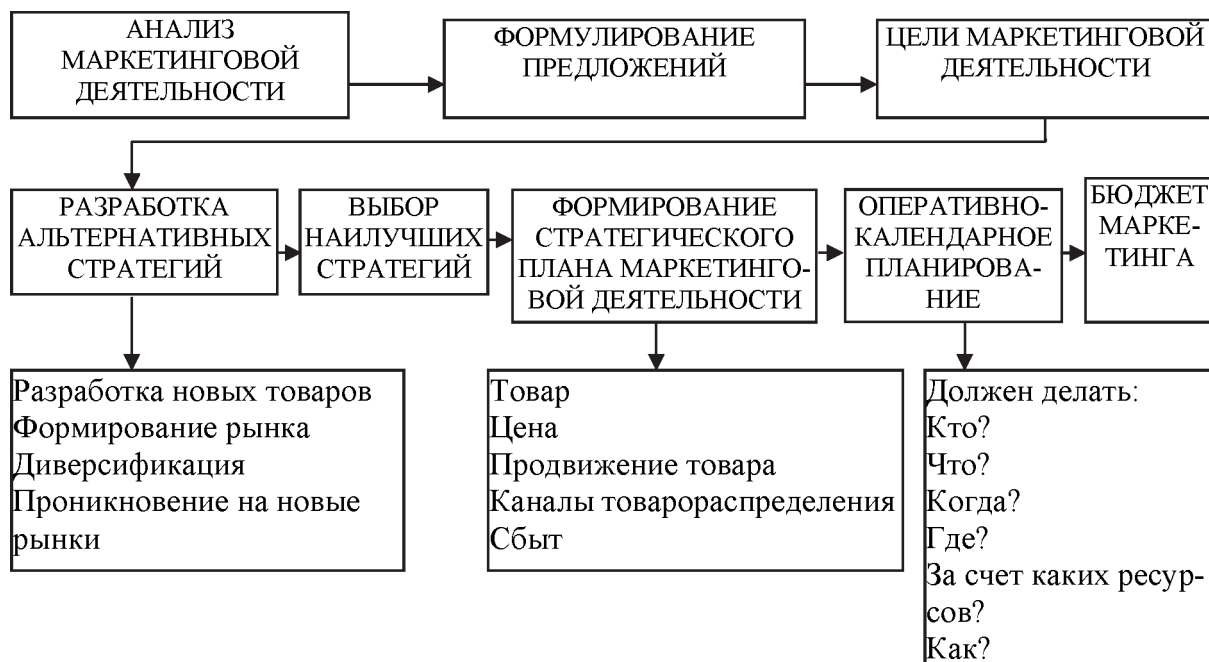 АНАЛИЗ
МАРКЕТИНГОВОЙ
ДЕЯТЕЛЬНОСТИ
ФОРМУЛИРОВАНИЕ
ПРЕДЛОЖЕНИЙ
ЦЕЛИ МАРКЕТИНГОВОЙ
ДЕЯТЕЛЬНОСТИ
РАЗРАБОТКА
АЛЬТЕРНАТИВНЫХ
СТРАТЕГИЙ
ВЫБОР
НАИЛУЧШИХ
СТРАТЕГИЙ
ФОРМИРОВАНИЕ
СТРАТЕГИЧЕСКОГО
ПЛАНА МАРКЕТИНГО-
ВОЙ ДЕЯТЕЛЬНОСТИ
ОПЕРАТИВНО-
КАЛЕНДАРНОЕ
ПЛАНИРОВА-
НИЕ
БЮДЖЕТ
МАРКЕ-
ТИНГА
Разработка новых товаров
Формирование рынка
Диверсификация
Проникновение на новые
рынки
Товар
Цена
Продвижение товара
Каналы товарораспределения
Сбыт
Должен делать:
Кто?
Что?
Когда?
Где?
За счет каких ресур-
сов?
Как?